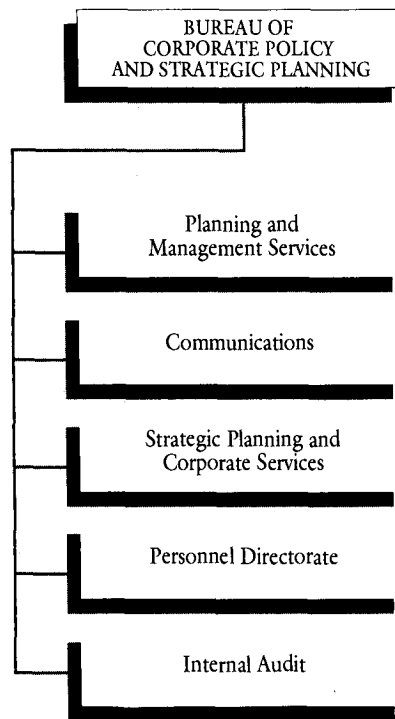 BUREAU OF
CORPORATE POLICY
AND STRATEGIC PLANNING
Planning and
Management Services
Communications
Strategic Planning and
Corporate Services
Personnel Directorate
Internal Audit